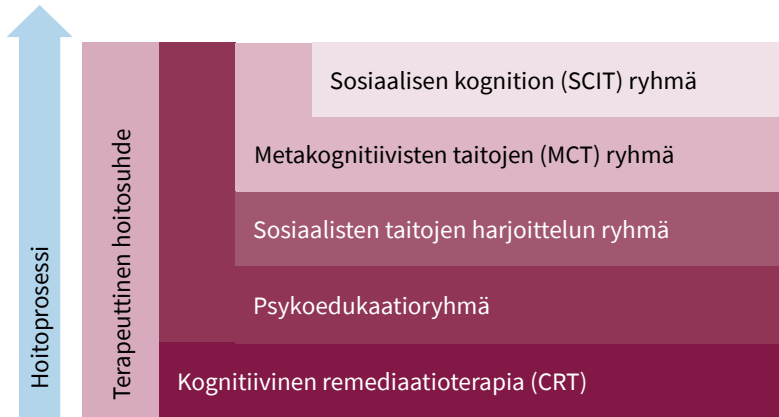 Hoitoprosessi
Terapeuttinen hoitosuhde
Sosiaalisen kognition (SCIT) ryhmä
Metakognitiivisten taitojen (MCT) ryhmä
Sosiaalisten taitojen harjoittelun ryhmä
Psykoedukaatioryhmä
Kognitiivinen remediaatioterapia (CRT)